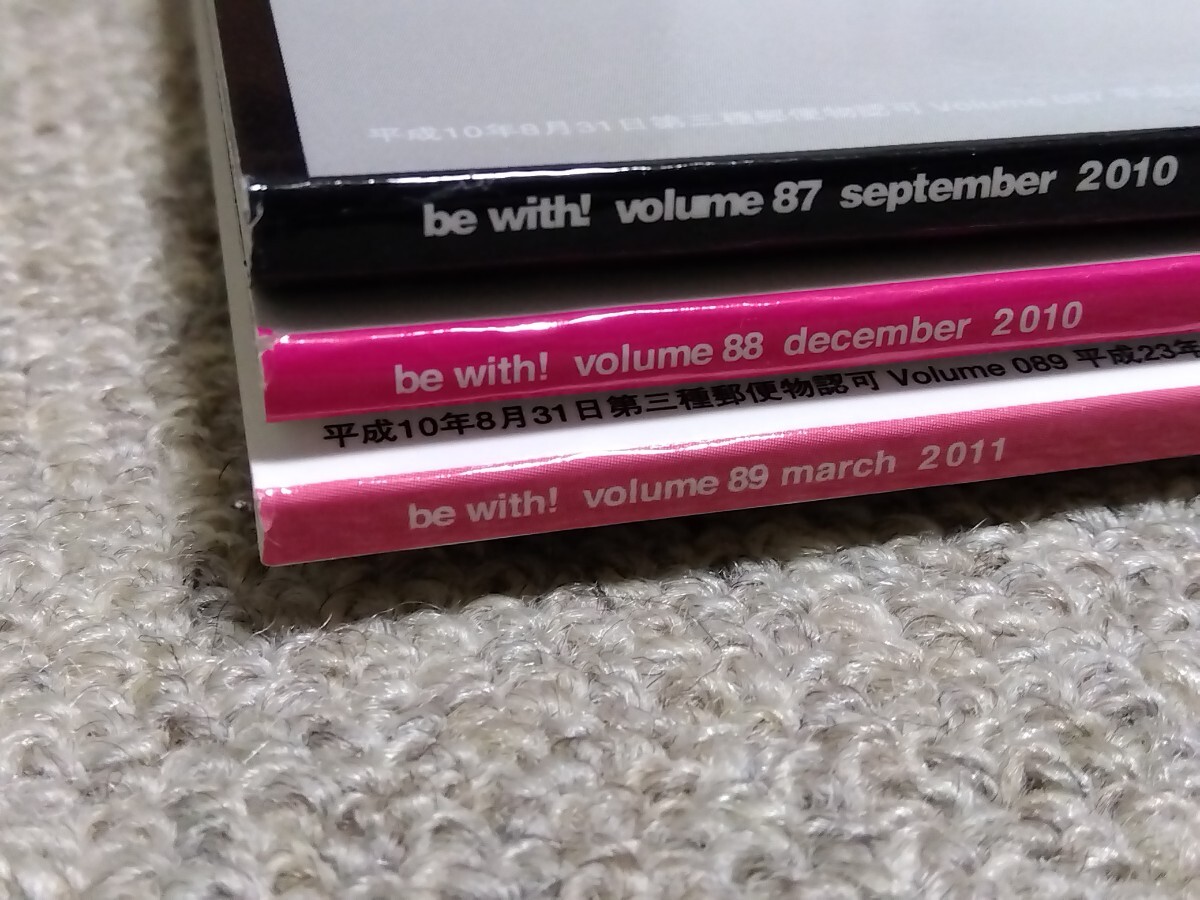 平成10年8月31日第三種郵便物認可 Volume 087
be with! volume 87 september 2010
be with! volume 88 december 2010
平成10年8月31日第三種郵便物認可 Volume 089 平成23年
be with! volume 89 march 2011